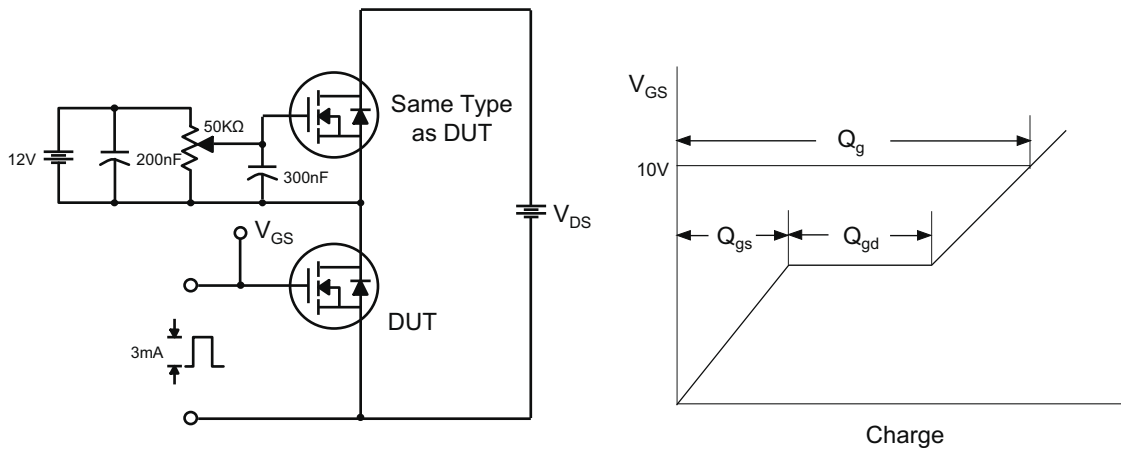 50KΩ
12V
200nF
300nF
Same Type
as DUT
V_DS
V_GS
DUT
3mA
V_GS
Q_g
10V
Q_gs
Q_gd
Charge